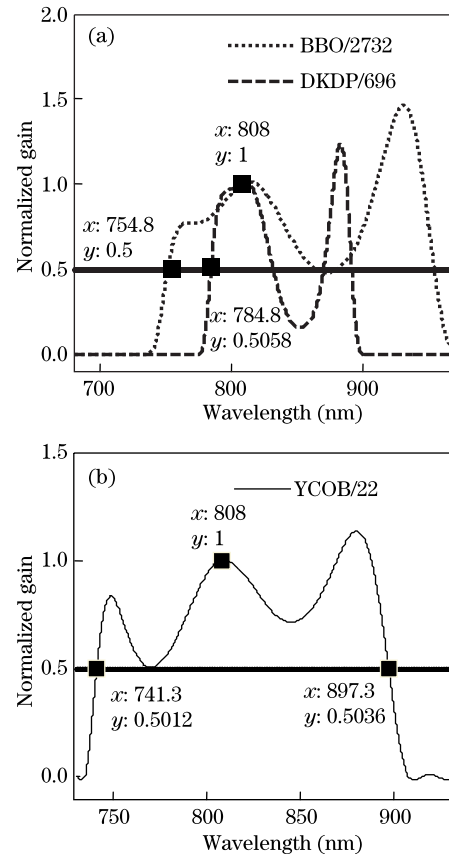 2.0
(a)
BBO/2732
DKDP/696
1.5
x: 808
y: 1
1.0
x: 754.8
y: 0.5
0.5
x: 784.8
y: 0.5058
0.0
700
800
900
Normalized gain
Wavelength (nm)
1.5
(b)
YCOB/22
x: 808
y: 1
1.0
0.5
x: 741.3
y: 0.5012
x: 897.3
y: 0.5036
0.0
750
800
850
900
Normalized gain
Wavelength (nm)